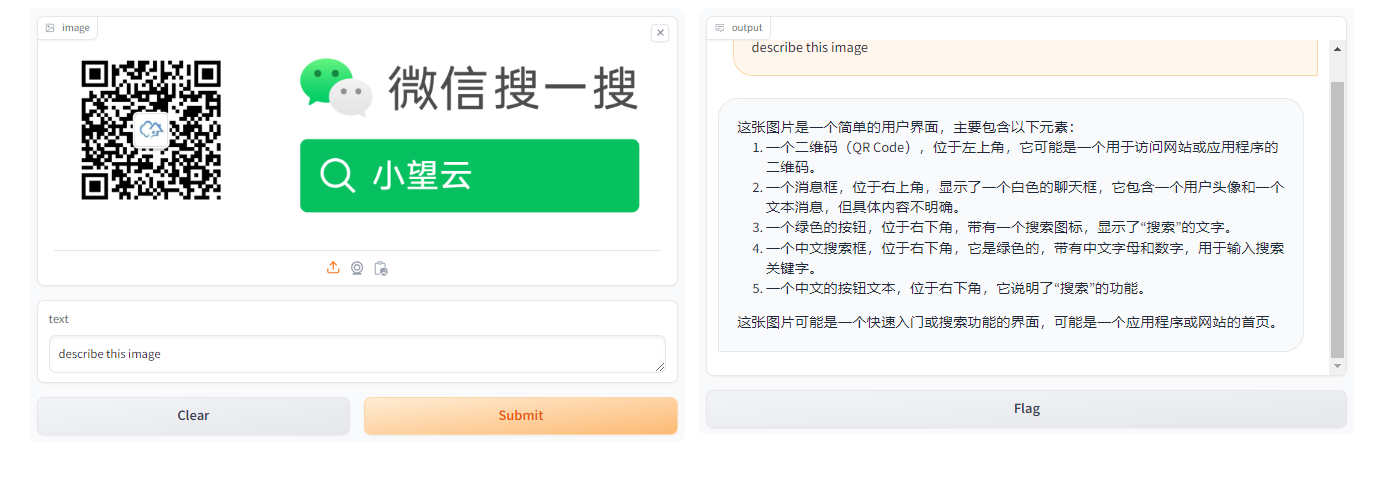 image
微信搜一搜
小望云
text
describe this image
Clear
Submit
output
describe this image
这张图片是一个简单的用户界面，主要包含以下元素：
1. 一个二维码（QR Code），位于左上角，它可能是一个用于访问网站或应用程序的
二维码。
2. 一个消息框，位于右上角，显示了一个白色的聊天框，它包含一个用户头像和一个
文本消息，但具体内容不明确。
3. 一个绿色的按钮，位于右下角，带有一个搜索图标，显示了“搜索”的文字。
4. 一个中文搜索框，位于右下角，它是绿色的，带有中文字母和数字，用于输入搜索
关键字。
5. 一个中文的按钮文本，位于右下角，它说明了“搜索”的功能。
这张图片可能是一个快速入门或搜索功能的界面，可能是一个应用程序或网站的首页。
Flag